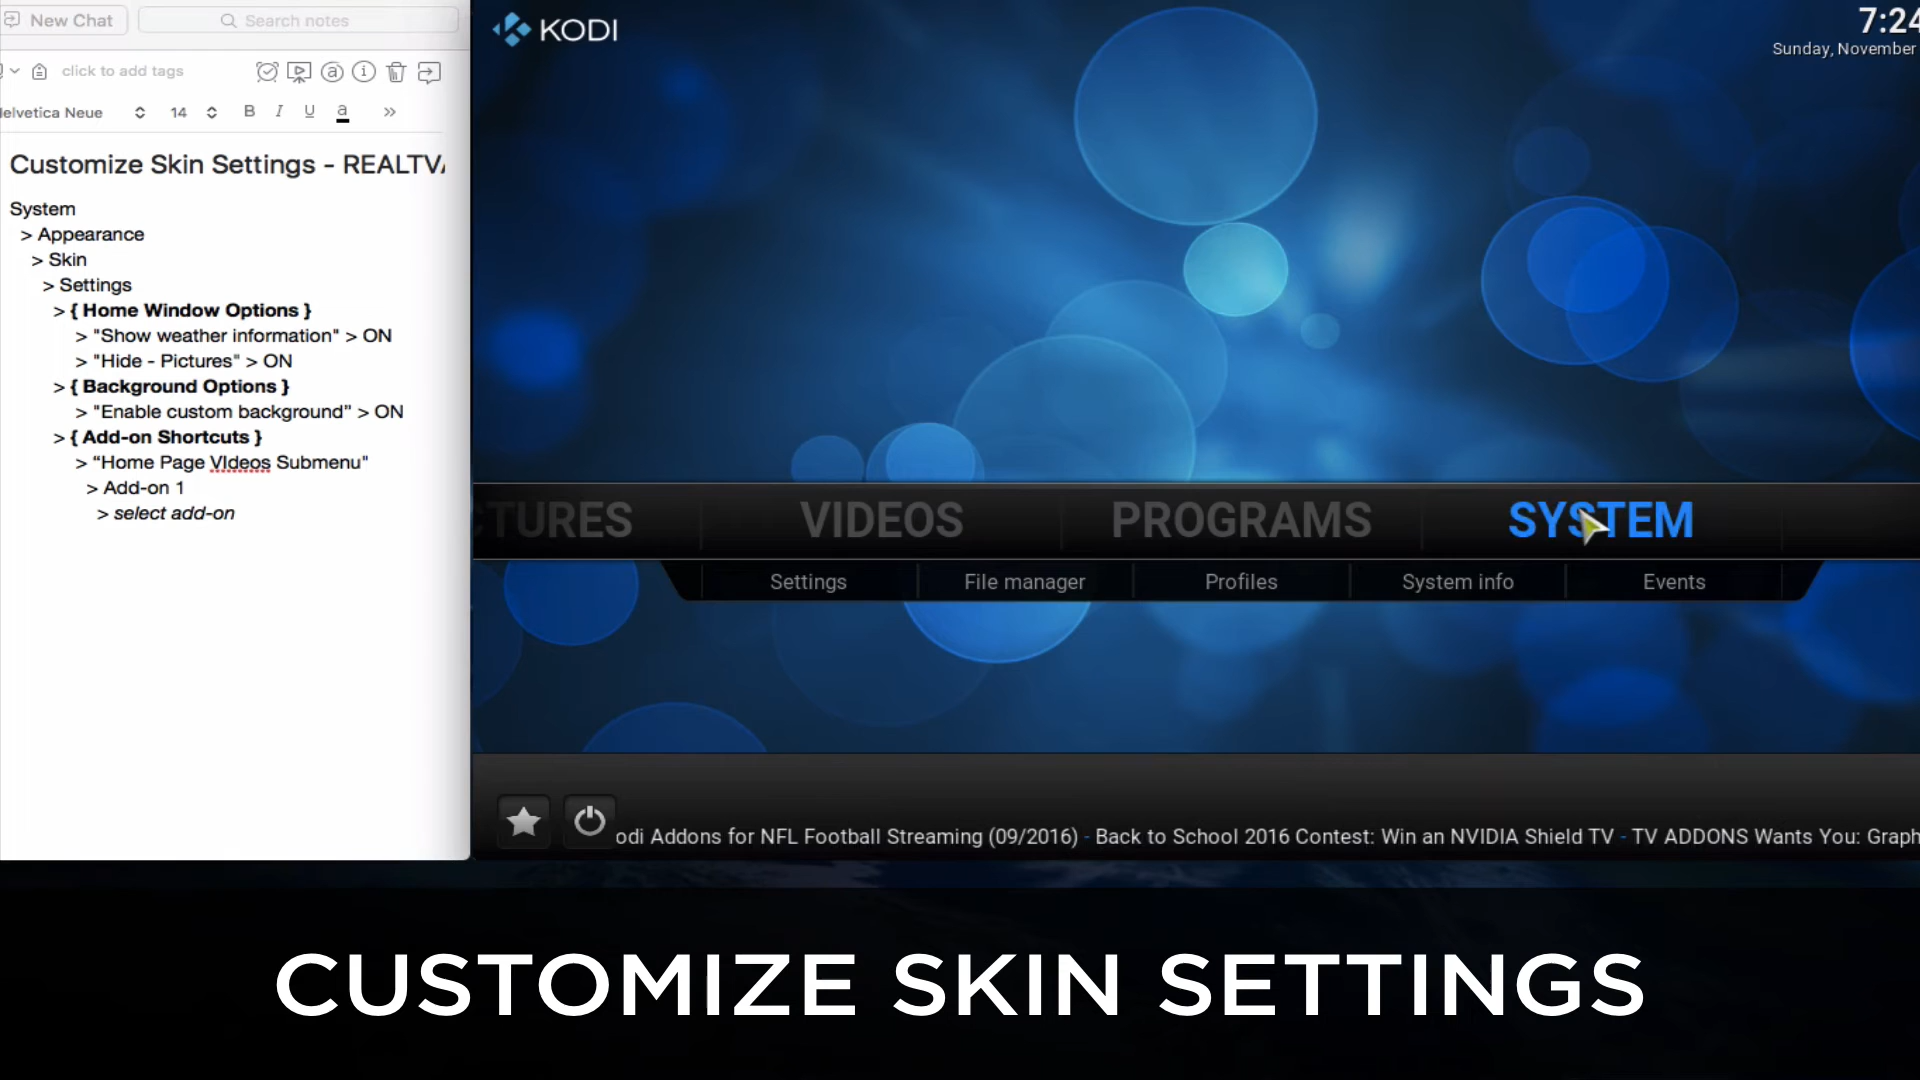 New Chat
Search notes
click to add tags
Helvetica Neue 14 B I U a »
Customize Skin Settings - REALTVA
System
> Appearance
> Skin
> Settings
> { Home Window Options }
> "Show weather information" > ON
> "Hide - Pictures" > ON
> { Background Options }
> "Enable custom background” > ON
> { Add-on Shortcuts }
> “Home Page VIdeos Submenu"
> Add-on 1
> select add-on
KODI
7:24
Sunday, November
CTURES VIDEOS PROGRAMS SYSTEM
Settings File manager Profiles System info Events
odi Addons for NFL Football Streaming (09/2016) - Back to School 2016 Contest: Win an NVIDIA Shield TV - TV ADDONS Wants You: Graph
CUSTOMIZE SKIN SETTINGS